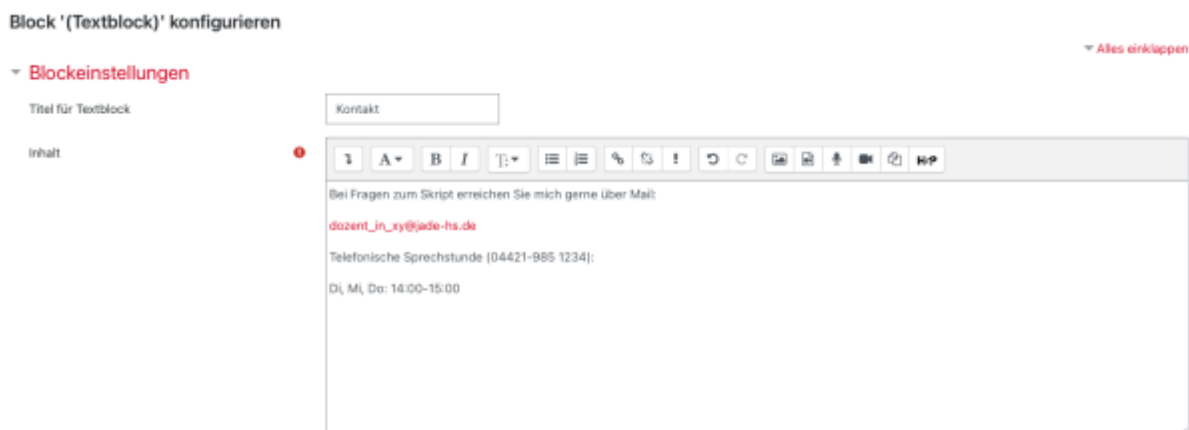 Block '(Textblock)' konfigurieren
Alles einklappen
Blockeinstellungen
Titel für Textblock
Kontakt
Inhalt
Bei Fragen zum Skript erreichen Sie mich gerne über Mail:
dozent_in_xy@jade-hs.de
Telefonische Sprechstunde (04421-985 1234):
Di, Mi, Do: 14:00-15:00